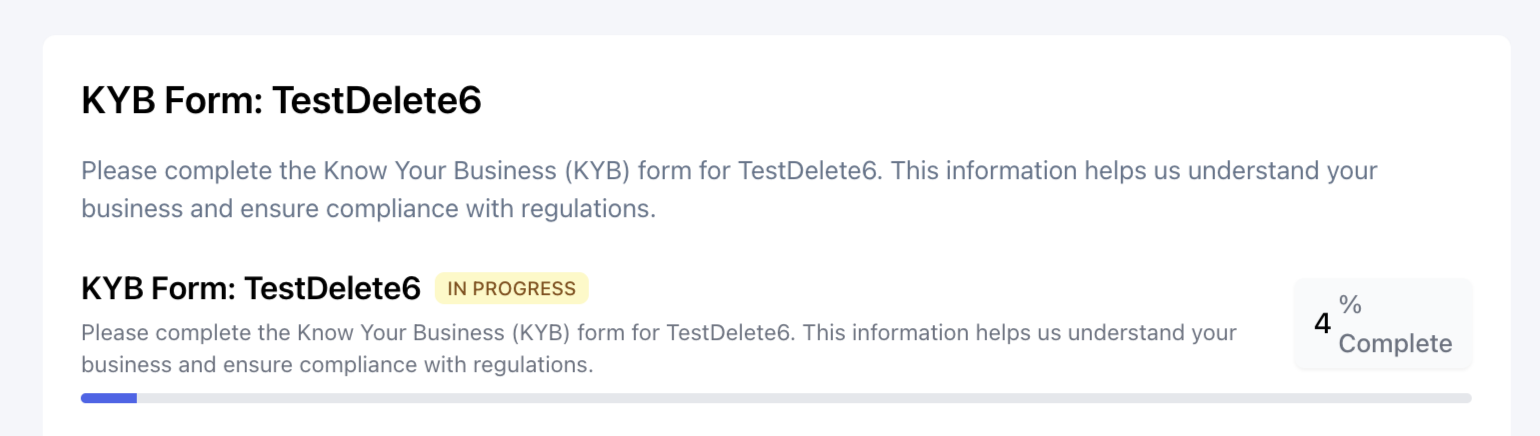 KYB Form: TestDelete6
Please complete the Know Your Business (KYB) form for TestDelete6. This information helps us understand your
business and ensure compliance with regulations.
KYB Form: TestDelete6 IN PROGRESS
Please complete the Know Your Business (KYB) form for TestDelete6. This information helps us understand your
business and ensure compliance with regulations.
4 %
Complete